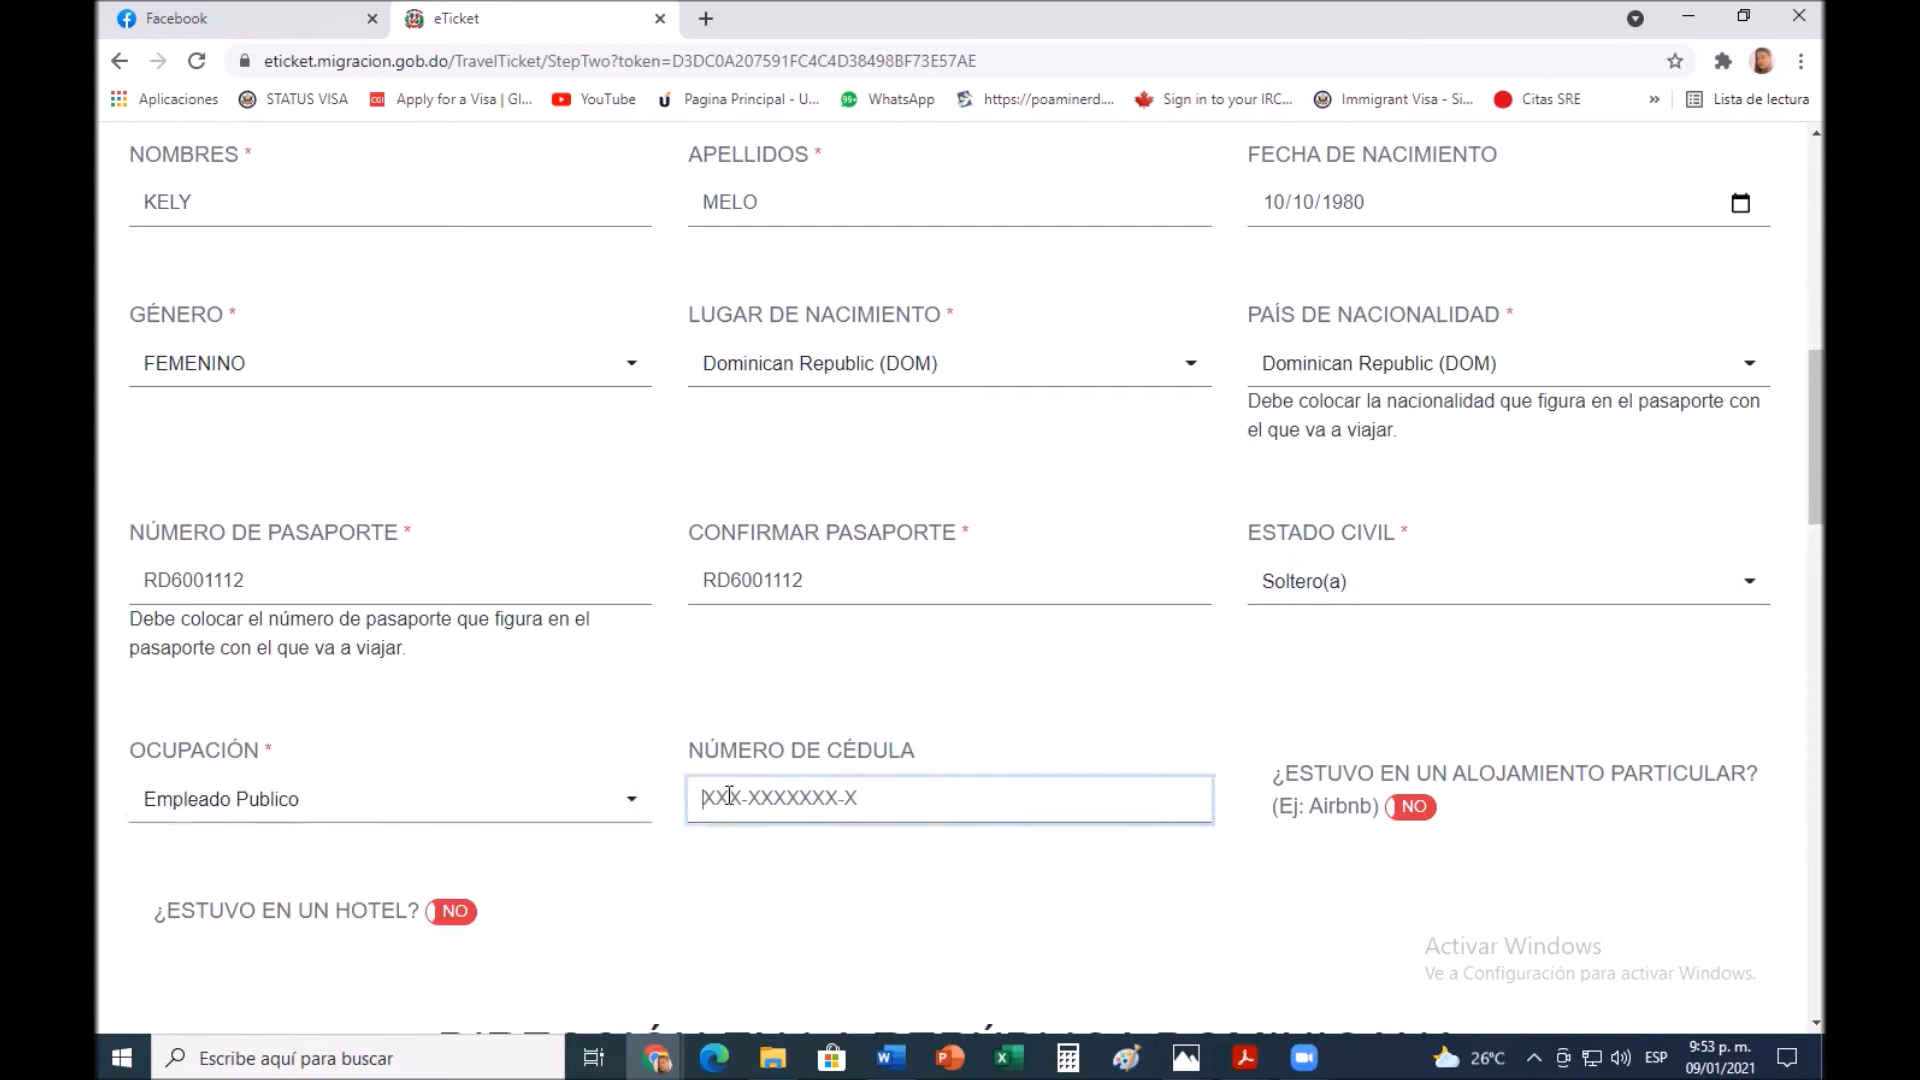 Facebook
eTicket
eticket.migracion.gob.do/TravelTicket/StepTwo?token=D3DC0A207591FC4C4D38498BF73E57AE
Aplicaciones
STATUS VISA
CGI
Apply for a Visa | Gl...
YouTube
Pagina Principal - U...
99+
WhatsApp
https://poaminerd....
Sign in to your IRC...
Immigrant Visa - Si...
Citas SRE
»
Lista de lectura
NOMBRES *
APELLIDOS *
FECHA DE NACIMIENTO
KELY
MELO
10/10/1980
GÉNERO *
LUGAR DE NACIMIENTO *
PAÍS DE NACIONALIDAD *
FEMENINO
Dominican Republic (DOM)
Dominican Republic (DOM)
Debe colocar la nacionalidad que figura en el pasaporte con
el que va a viajar.
NÚMERO DE PASAPORTE *
CONFIRMAR PASAPORTE *
ESTADO CIVIL *
RD6001112
RD6001112
Soltero(a)
Debe colocar el número de pasaporte que figura en el
pasaporte con el que va a viajar.
OCUPACIÓN *
NÚMERO DE CÉDULA
¿ESTUVO EN UN ALOJAMIENTO PARTICULAR?
(Ej: Airbnb) NO
Empleado Publico
XXX-XXXXXXX-X
¿ESTUVO EN UN HOTEL? NO
Activar Windows
Ve a Configuración para activar Windows.
DIRECCIÓN EN LA REPÚBLICA DOMINICANA
Escribe aquí para buscar
26°C
ESP
9:53 p. m.
09/01/2021